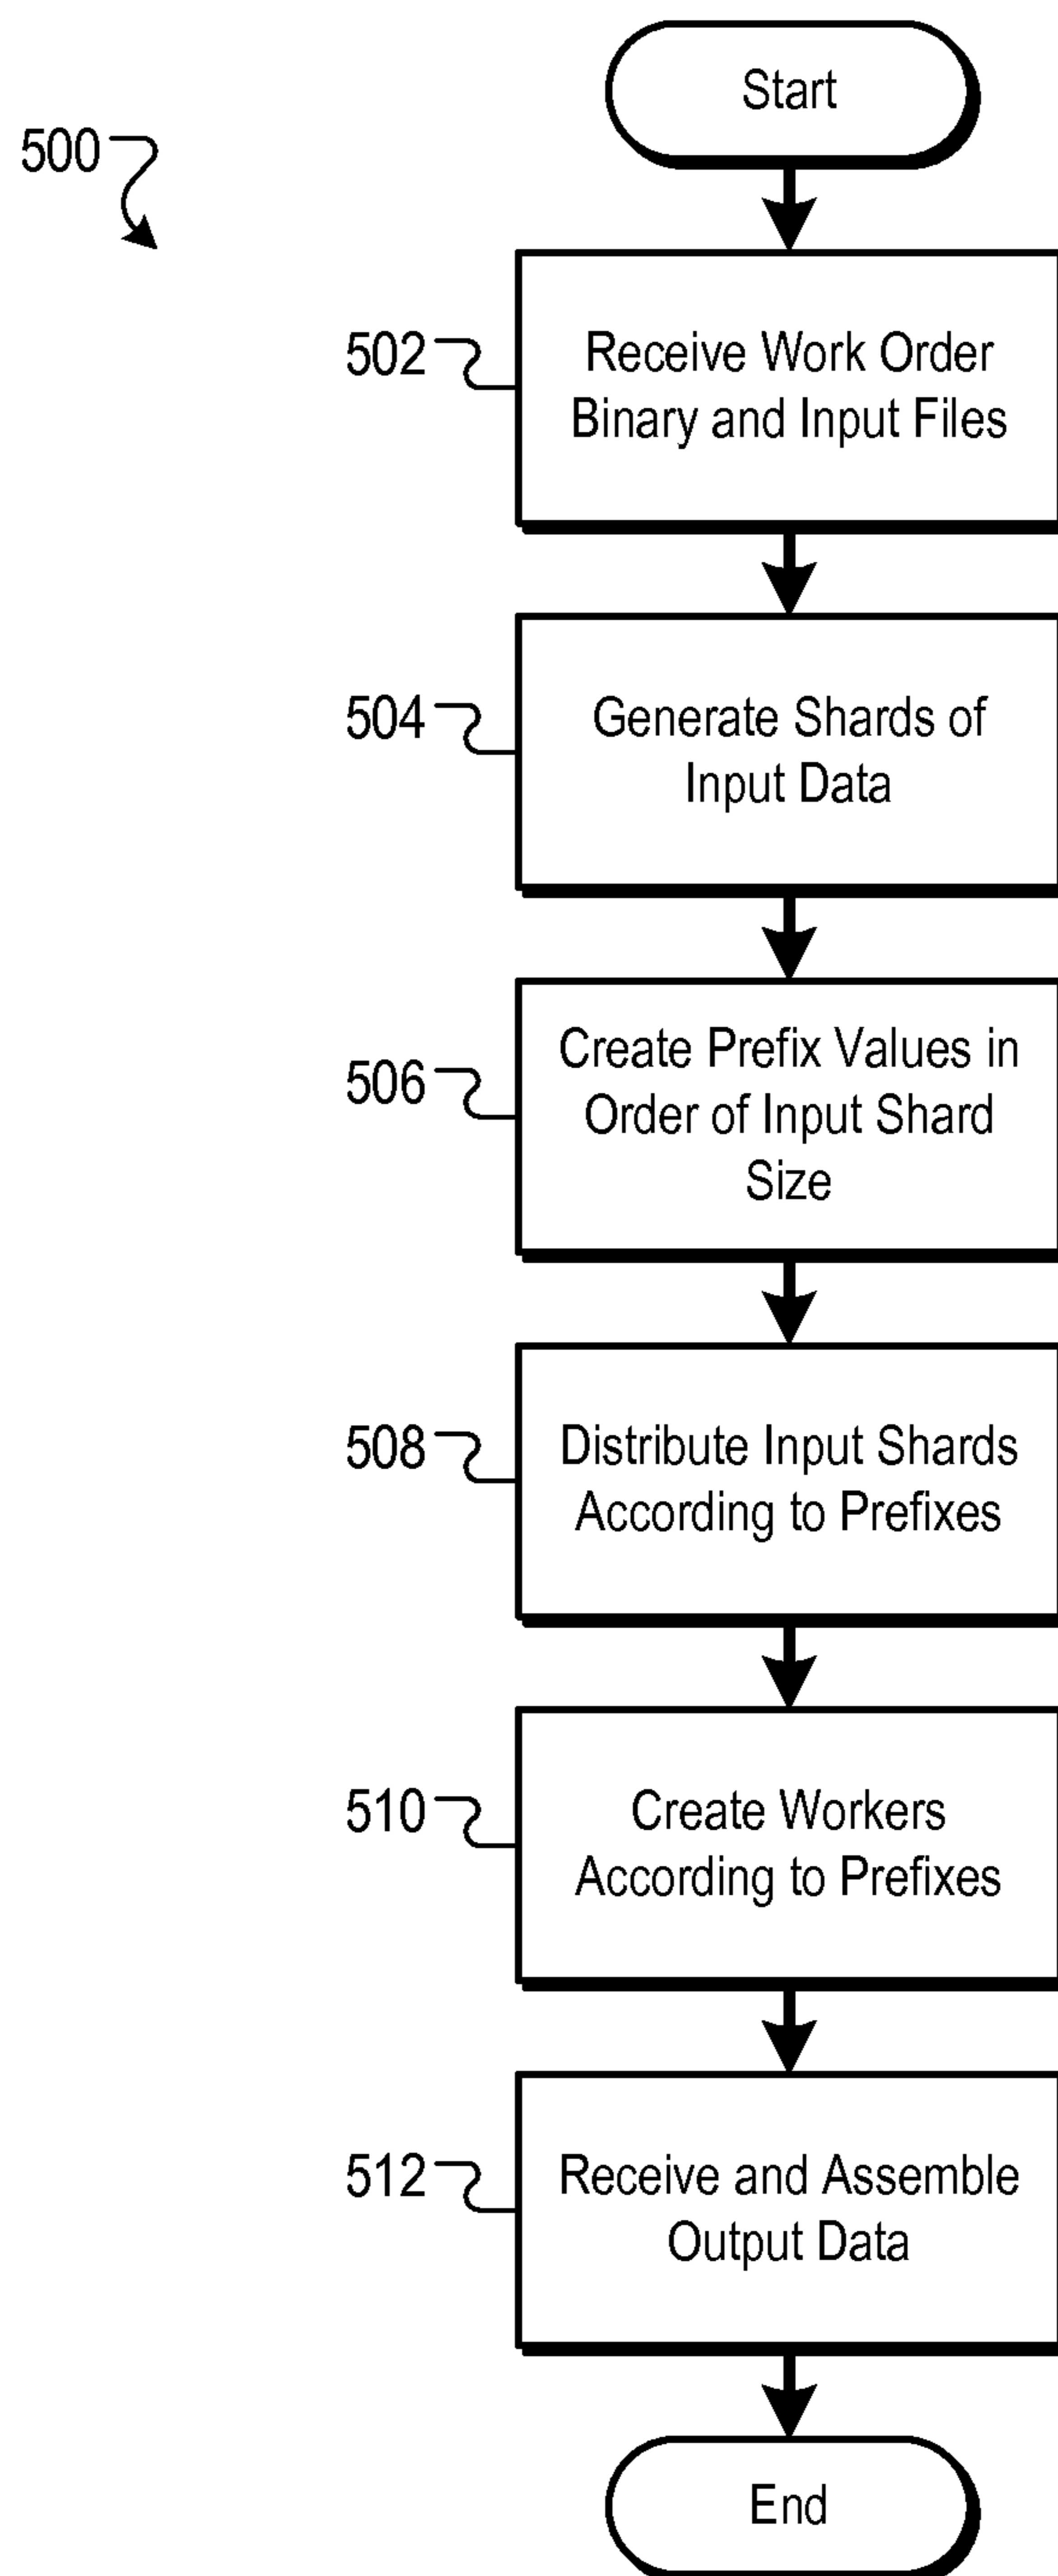 Start
500
502
Receive Work Order
Binary and Input Files
504
Generate Shards of
Input Data
506
Create Prefix Values in
Order of Input Shard
Size
508
Distribute Input Shards
According to Prefixes
510
Create Workers
According to Prefixes
512
Receive and Assemble
Output Data
End